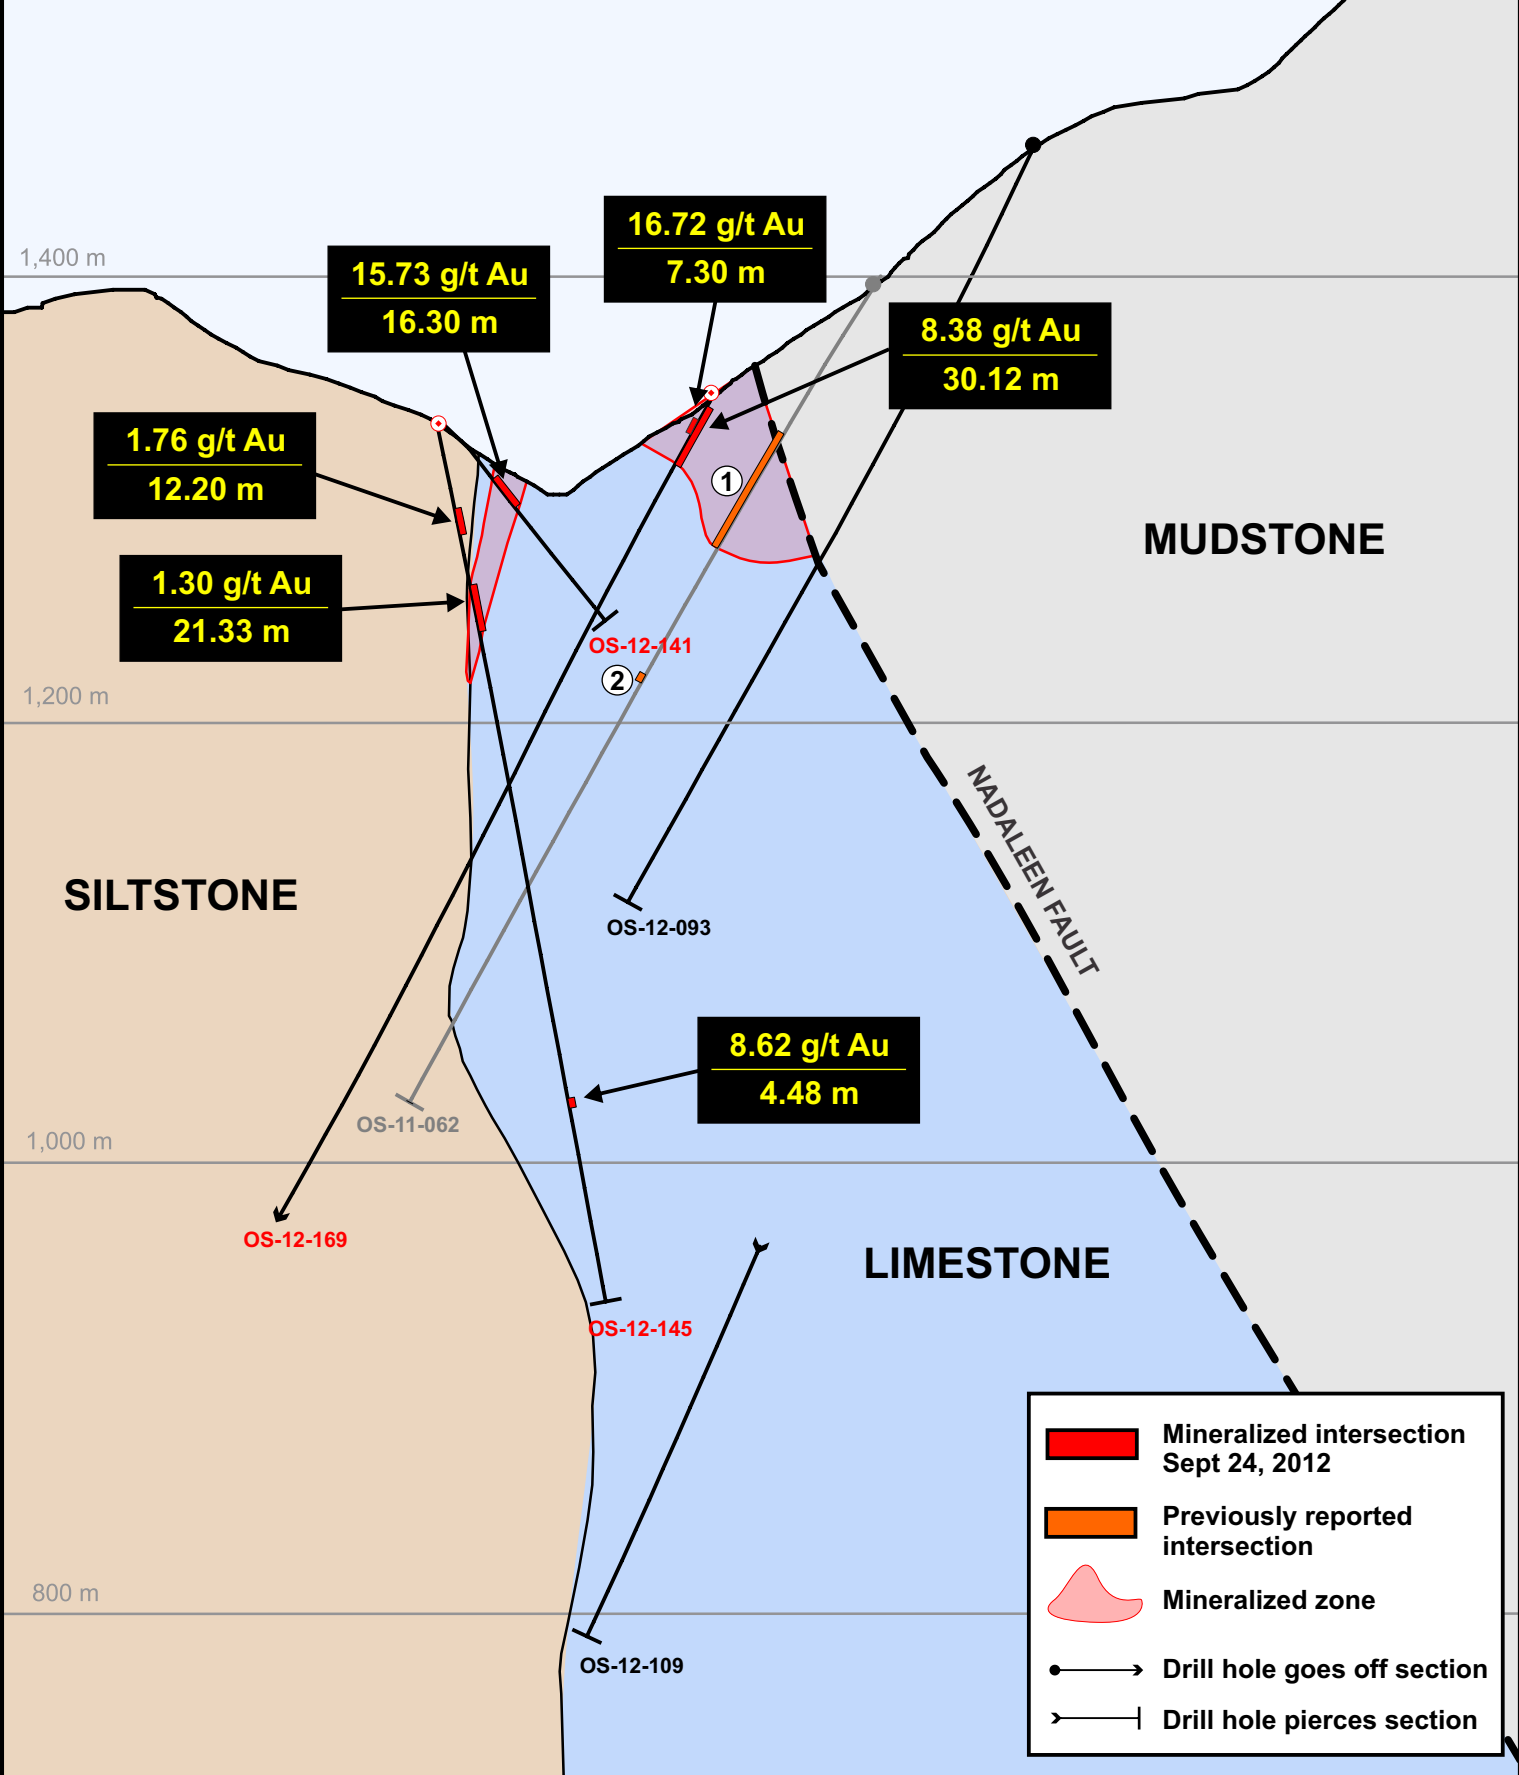 1,400 m
16.72 g/t Au
7.30 m
15.73 g/t Au
16.30 m
8.38 g/t Au
30.12 m
1.76 g/t Au
12.20 m
1
MUDSTONE
1.30 g/t Au
21.33 m
OS-12-141
2
1,200 m
NADALEEN FAULT
SILTSTONE
OS-12-093
8.62 g/t Au
4.48 m
OS-11-062
1,000 m
OS-12-169
LIMESTONE
OS-12-145
800 m
OS-12-109
Mineralized intersection
Sept 24, 2012
Previously reported
intersection
Mineralized zone
Drill hole goes off section
Drill hole pierces section